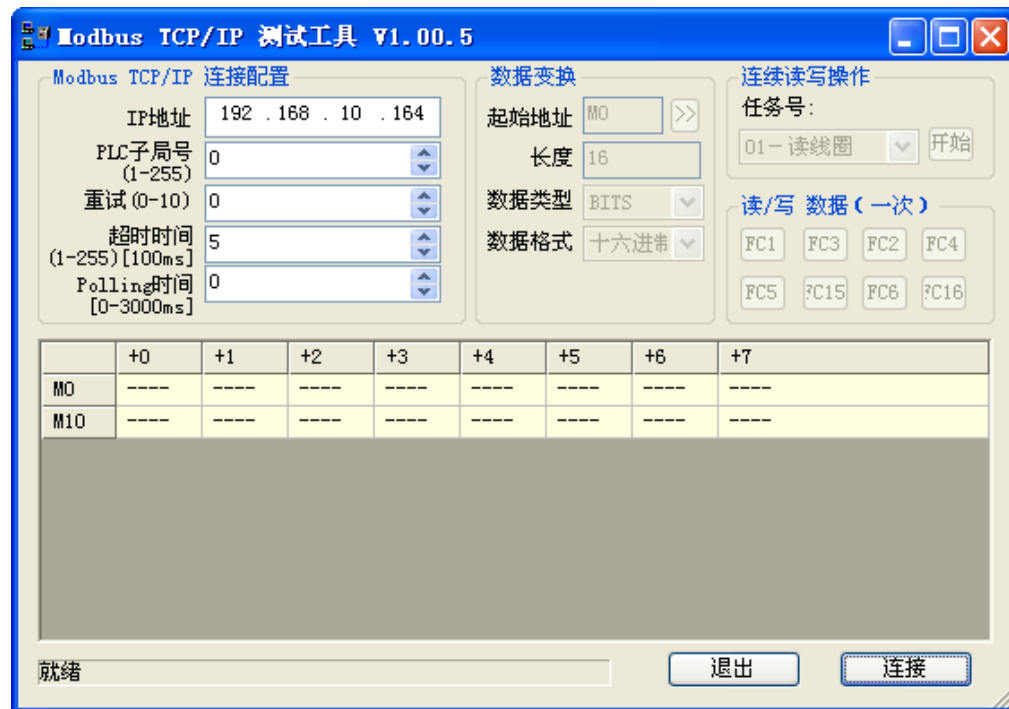 Modbus TCP/IP 测试工具 V1.00.5
Modbus TCP/IP 连接配置
IP地址 192 . 168 . 10 . 164
PLC子局号 0
(1-255)
重试(0-10) 0
超时时间 5
(1-255)[100ms]
Polling时间 0
[0-3000ms]
数据变换
起始地址 M0 >>
长度 16
数据类型 BITS
数据格式 十六进制
连续读写操作
任务号:
01-读线圈 开始
读/写 数据(一次)
FC1 FC3 FC2 FC4
FC5 FC15 FC6 FC16
+0 +1 +2 +3 +4 +5 +6 +7
M0 ---- ---- ---- ---- ---- ---- ---- ----
M10 ---- ---- ---- ---- ---- ---- ---- ----
就绪 退出 连接